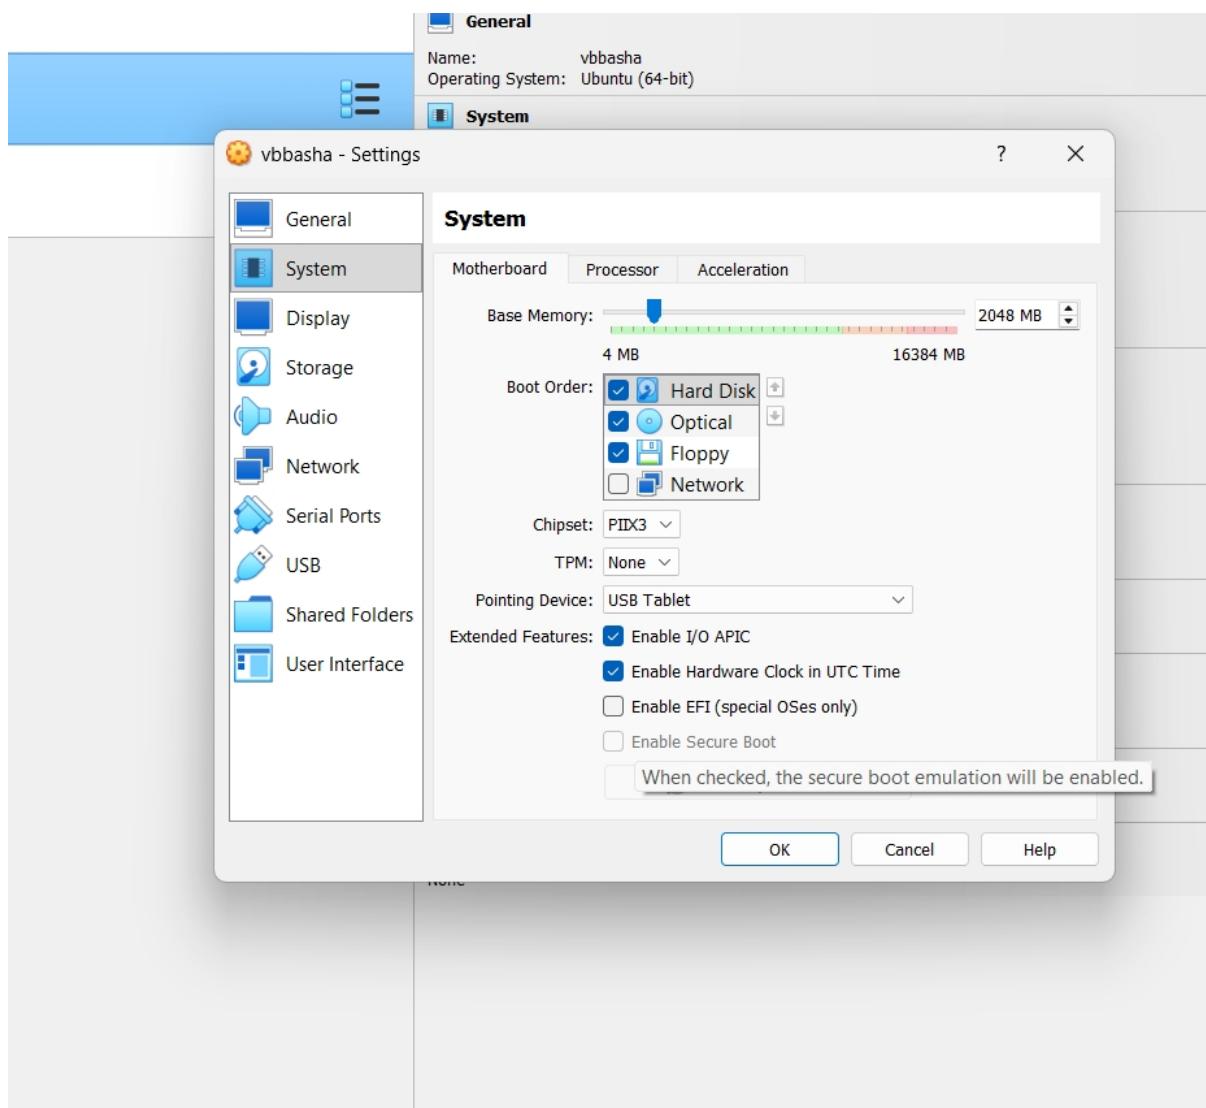 General
Name: vbbasha
Operating System: Ubuntu (64-bit)
System
vbbasha - Settings
?
General
System
Display
Storage
Audio
Network
Serial Ports
USB
Shared Folders
User Interface
System
Motherboard Processor Acceleration
Base Memory: 2048 MB
4 MB 16384 MB
Boot Order: Hard Disk
Optical
Floppy
Network
Chipset: PIIX3
TPM: None
Pointing Device: USB Tablet
Extended Features: Enable I/O APIC
Enable Hardware Clock in UTC Time
Enable EFI (special OSes only)
Enable Secure Boot
When checked, the secure boot emulation will be enabled.
OK Cancel Help
None